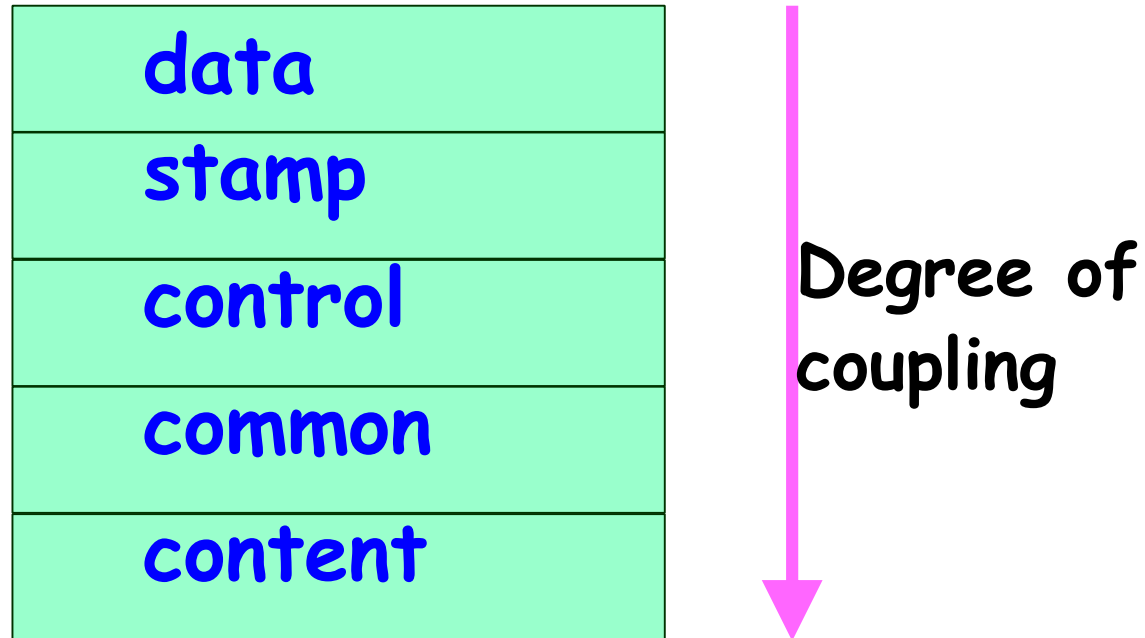 data
stamp
control
common
content
Degree of
coupling